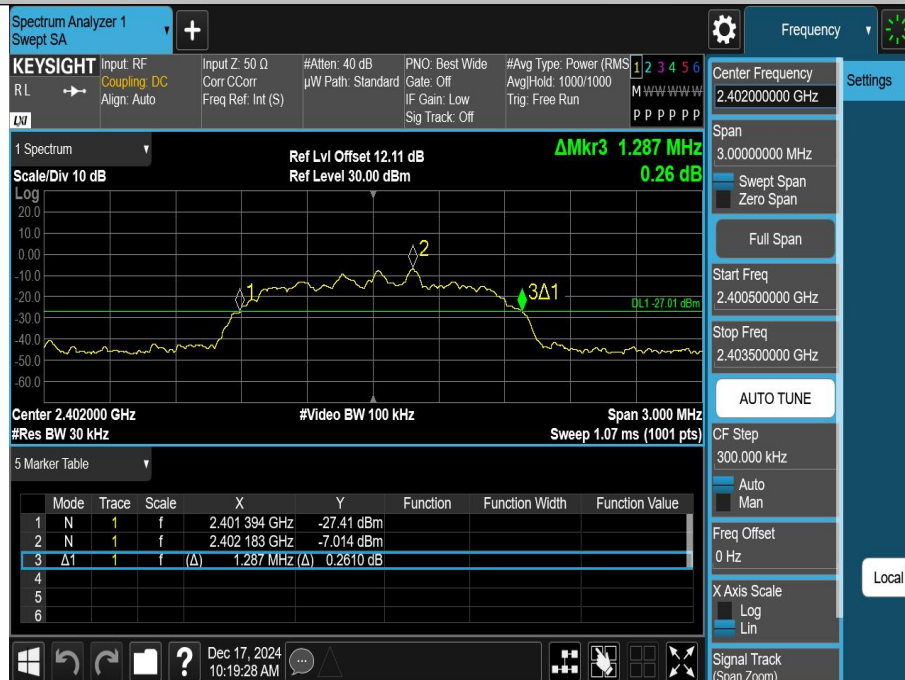 Spectrum Analyzer 1
Swept SA
+
Frequency
KEYSIGHT
RL
LXI
Input: RF
Coupling: DC
Align: Auto
Input Z: 50 Ω
Corr CCorr
Freq Ref: Int (S)
#Atten: 40 dB
µW Path: Standard
PNO: Best Wide
Gate: Off
IF Gain: Low
Sig Track: Off
#Avg Type: Power (RMS
Avg|Hold: 1000/1000
Trig: Free Run
1 2 3 4 5 6
M W W W W W
P P P P P P
1 Spectrum
Scale/Div 10 dB
Ref Lvl Offset 12.11 dB
Ref Level 30.00 dBm
ΔMkr3 1.287 MHz
0.26 dB
Log
20.0
10.0
0.00
-10.0
-20.0
-30.0
-40.0
-50.0
-60.0
1
2
3Δ1
DL1 -27.01 dBm
Center 2.402000 GHz
#Res BW 30 kHz
#Video BW 100 kHz
Span 3.000 MHz
Sweep 1.07 ms (1001 pts)
5 Marker Table
Mode Trace Scale X Y Function Function Width Function Value
1 N 1 f 2.401 394 GHz -27.41 dBm
2 N 1 f 2.402 183 GHz -7.014 dBm
3 Δ1 1 f (Δ) 1.287 MHz (Δ) 0.2610 dB
4
5
6
?
Dec 17, 2024
10:19:28 AM
Center Frequency
2.402000000 GHz
Span
3.00000000 MHz
Swept Span
Zero Span
Full Span
Start Freq
2.400500000 GHz
Stop Freq
2.403500000 GHz
AUTO TUNE
CF Step
300.000 kHz
Auto
Man
Freq Offset
0 Hz
X Axis Scale
Log
Lin
Signal Track
(Span Zoom)
Settings
Local